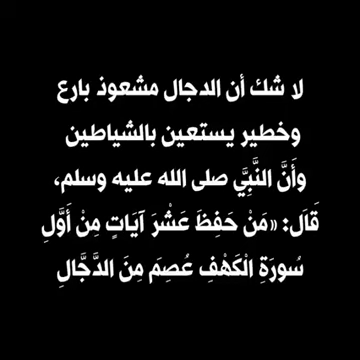 لا شك أن الدجال مشعوذ بارع
وخطير يستعين بالشياطين
وأَنَّ النَّبِيَّ صلى الله عليه وسلم،
قَالَ: «مَنْ حَفِظَ عَشْرَ آيَاتٍ مِنْ أَوَّلِ
سُورَةِ الْكَهْفِ عُصِمَ مِنَ الدَّجَّالِ